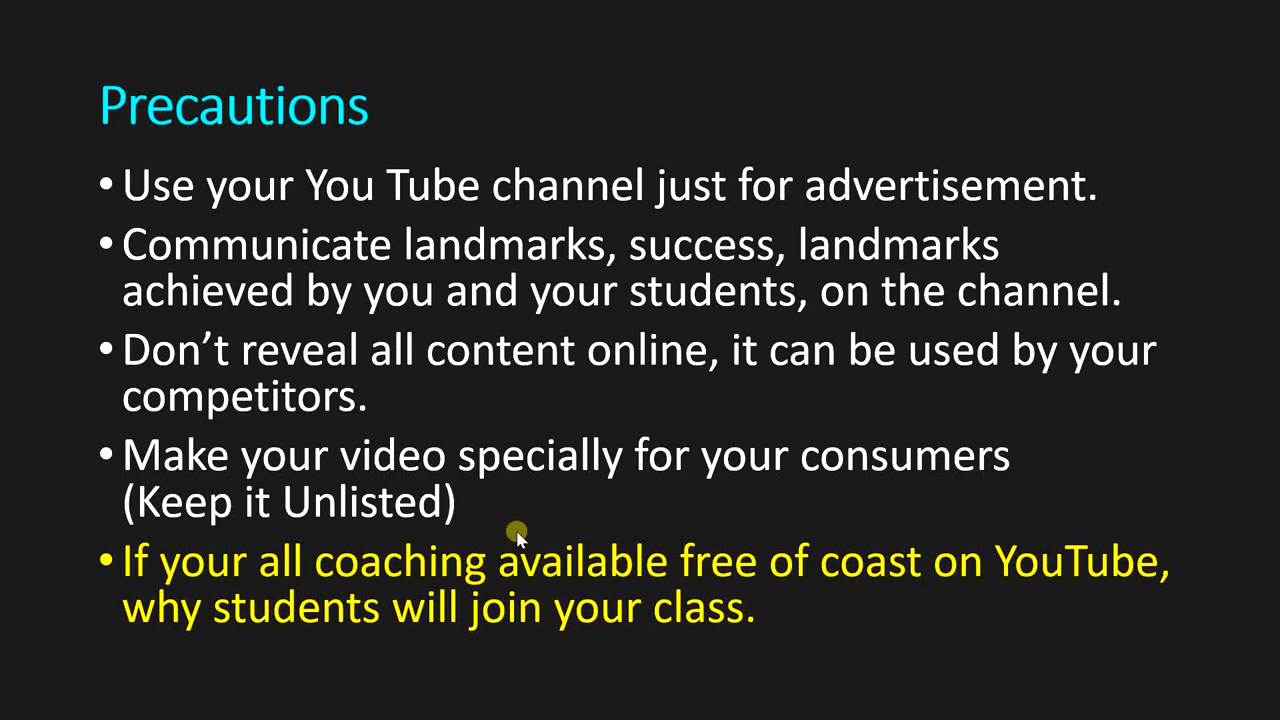 Precautions
• Use your You Tube channel just for advertisement.
• Communicate landmarks, success, landmarks
achieved by you and your students, on the channel.
• Don’t reveal all content online, it can be used by your
competitors.
• Make your video specially for your consumers
(Keep it Unlisted)
• If your all coaching available free of coast on YouTube,
why students will join your class.